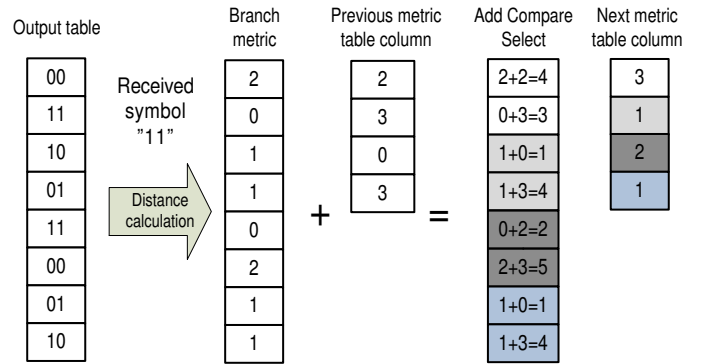 Output table
Branch
metric
Previous metric
table column
Add Compare
Select
Next metric
table column
00
11
10
01
11
00
01
10
Received
symbol
"11"
Distance
calculation
2
0
1
1
0
2
1
1
+
2
3
0
3
=
2+2=4
0+3=3
1+0=1
1+3=4
0+2=2
2+3=5
1+0=1
1+3=4
3
1
2
1